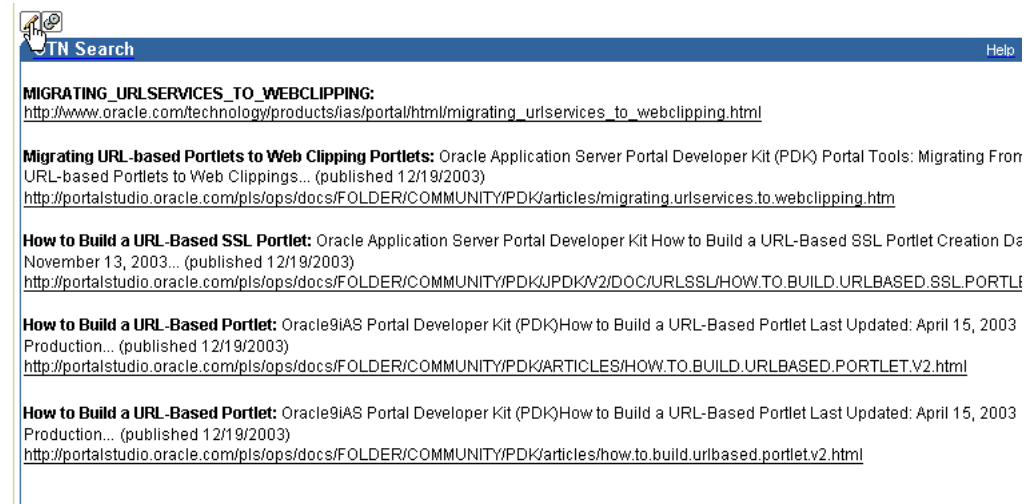 OTN Search
Help
MIGRATING_URLSERVICES_TO_WEBCLIPPING:
http://www.oracle.com/technology/products/ias/portal/html/migrating_urlservices_to_webclipping.html
Migrating URL-based Portlets to Web Clipping Portlets: Oracle Application Server Portal Developer Kit (PDK) Portal Tools: Migrating From
URL-based Portlets to Web Clippings... (published 12/19/2003)
http://portalstudio.oracle.com/pls/ops/docs/FOLDER/COMMUNITY/PDK/articles/migrating.urlservices.to.webclipping.htm
How to Build a URL-Based SSL Portlet: Oracle Application Server Portal Developer Kit How to Build a URL-Based SSL Portlet Creation Da
November 13, 2003... (published 12/19/2003)
http://portalstudio.oracle.com/pls/ops/docs/FOLDER/COMMUNITY/PDK/JPDK/V2/DOC/URLSSL/HOW.TO.BUILD.URLBASED.SSL.PORTLE
How to Build a URL-Based Portlet: Oracle9iAS Portal Developer Kit (PDK)How to Build a URL-Based Portlet Last Updated: April 15, 2003
Production... (published 12/19/2003)
http://portalstudio.oracle.com/pls/ops/docs/FOLDER/COMMUNITY/PDK/ARTICLES/HOW.TO.BUILD.URLBASED.PORTLET.V2.html
How to Build a URL-Based Portlet: Oracle9iAS Portal Developer Kit (PDK)How to Build a URL-Based Portlet Last Updated: April 15, 2003
Production... (published 12/19/2003)
http://portalstudio.oracle.com/pls/ops/docs/FOLDER/COMMUNITY/PDK/articles/how.to.build.urlbased.portlet.v2.html